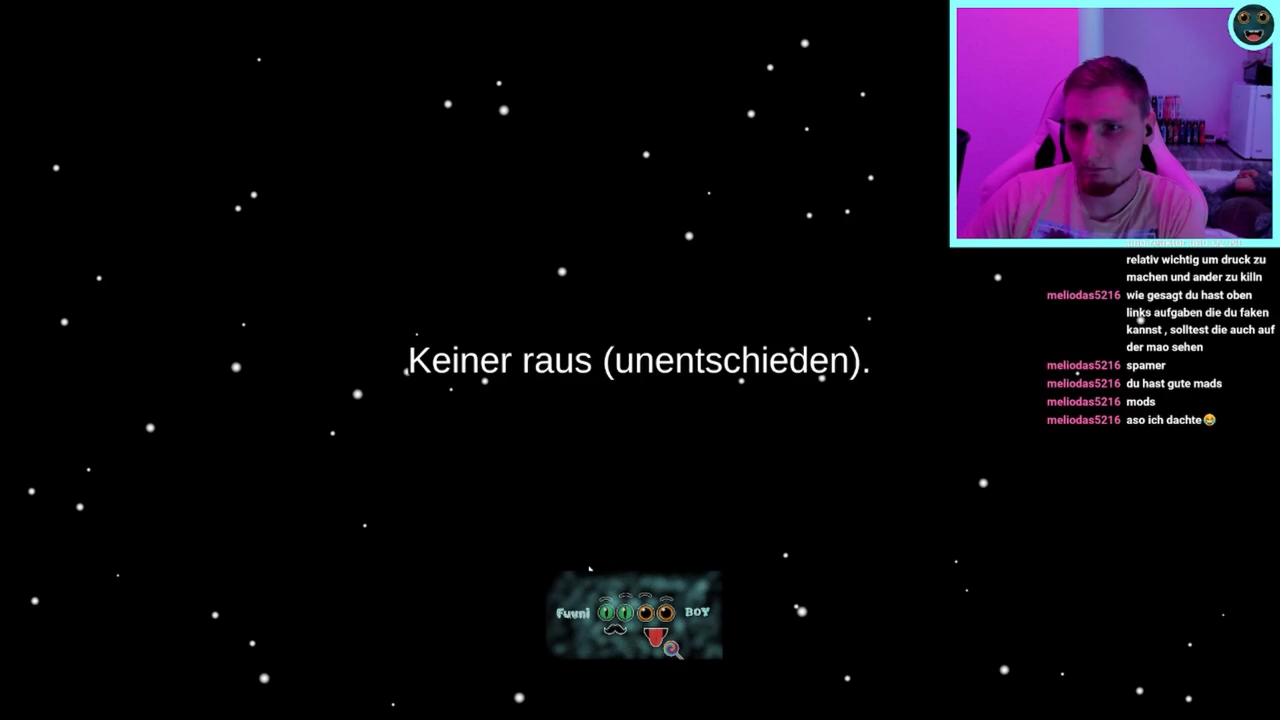 relativ wichtig um druck zu
machen und ander zu killn
meliodas5216 wie gesagt du hast oben
links aufgaben die du faken
kannst , solltest die auch auf
der mao sehen
meliodas5216 spamer
meliodas5216 du hast gute mads
meliodas5216 mods
meliodas5216 aso ich dachte😂
Keiner raus (unentschieden).
Fuuni BOY